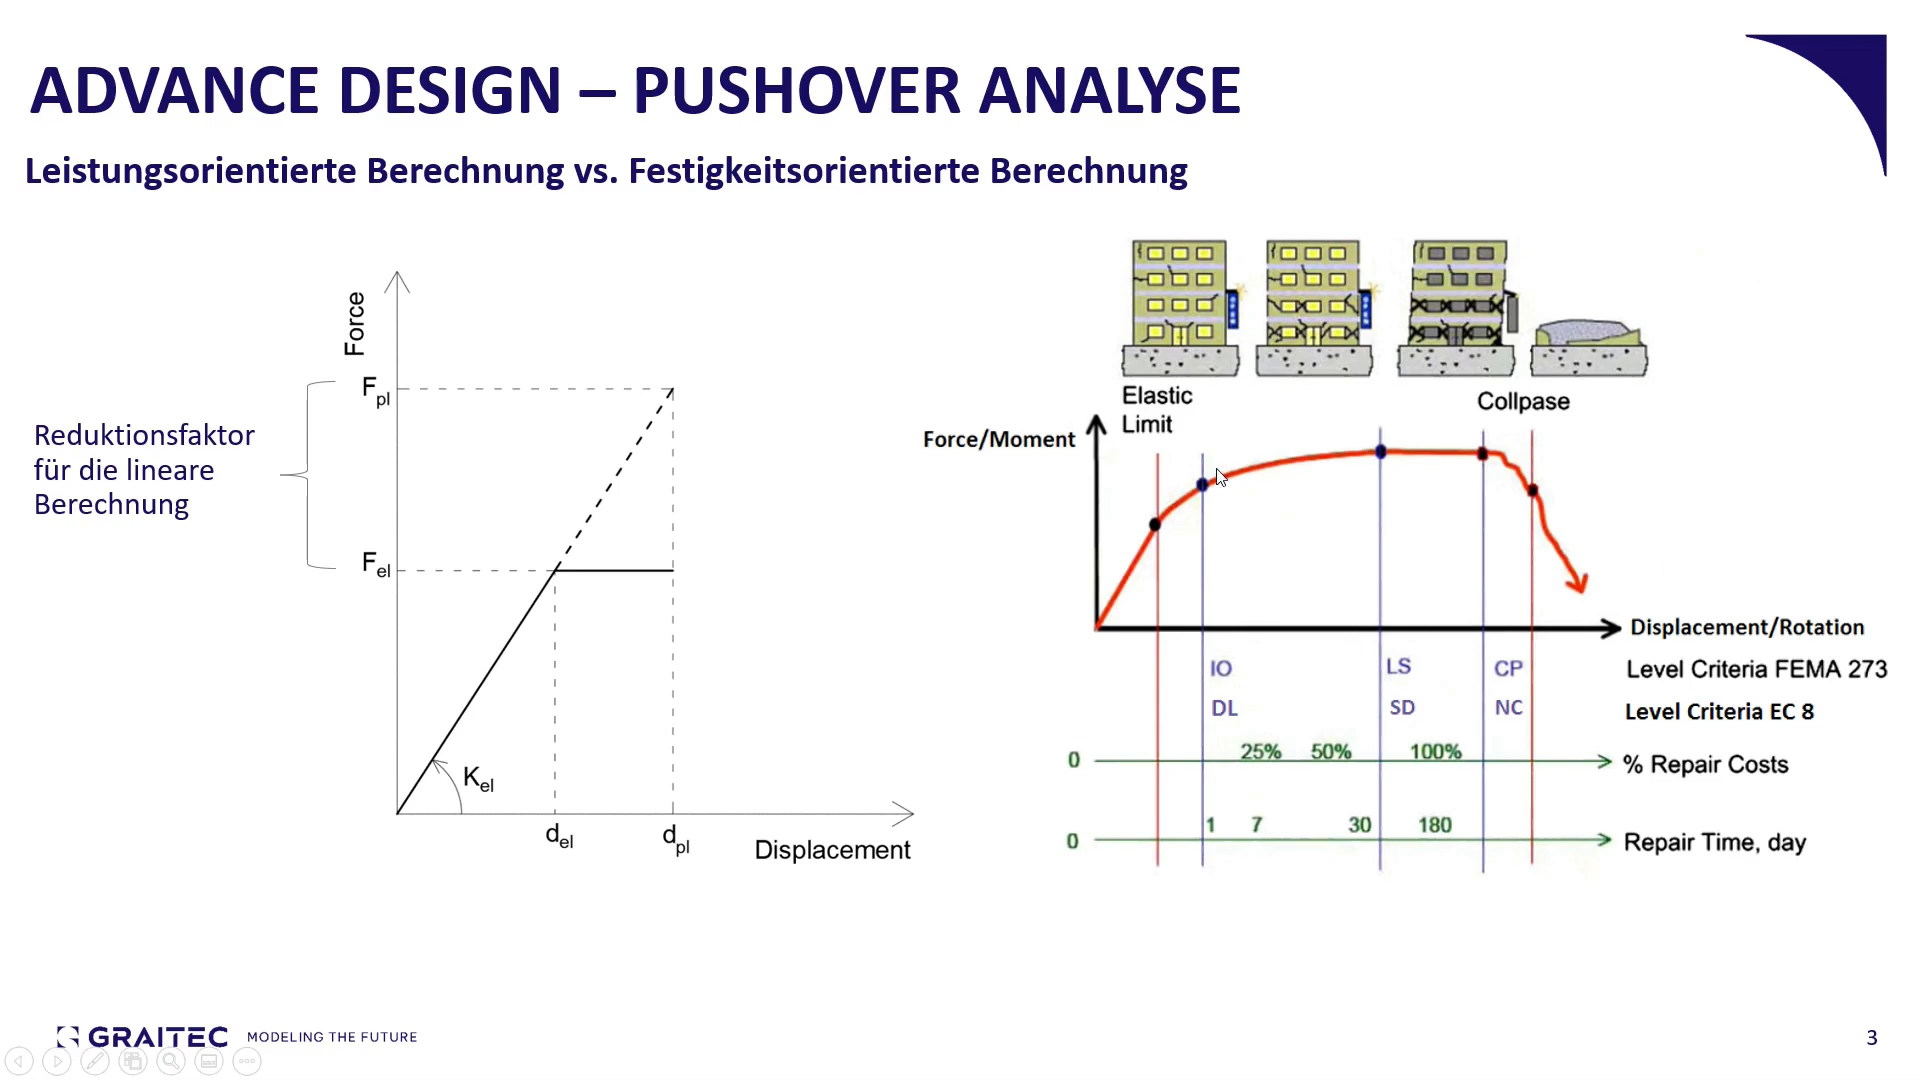 ADVANCE DESIGN – PUSHOVER ANALYSE
Leistungsorientierte Berechnung vs. Festigkeitsorientierte Berechnung
Force
Fpl
Reduktionsfaktor
für die lineare
Berechnung
Fel
Kel
del
dpl
Displacement
Elastic
Limit
Collpase
Force/Moment
Displacement/Rotation
IO
LS
CP
Level Criteria FEMA 273
DL
SD
NC
Level Criteria EC 8
0
25%
50%
100%
% Repair Costs
0
1
7
30
180
Repair Time, day
GRAITEC
MODELING THE FUTURE
3